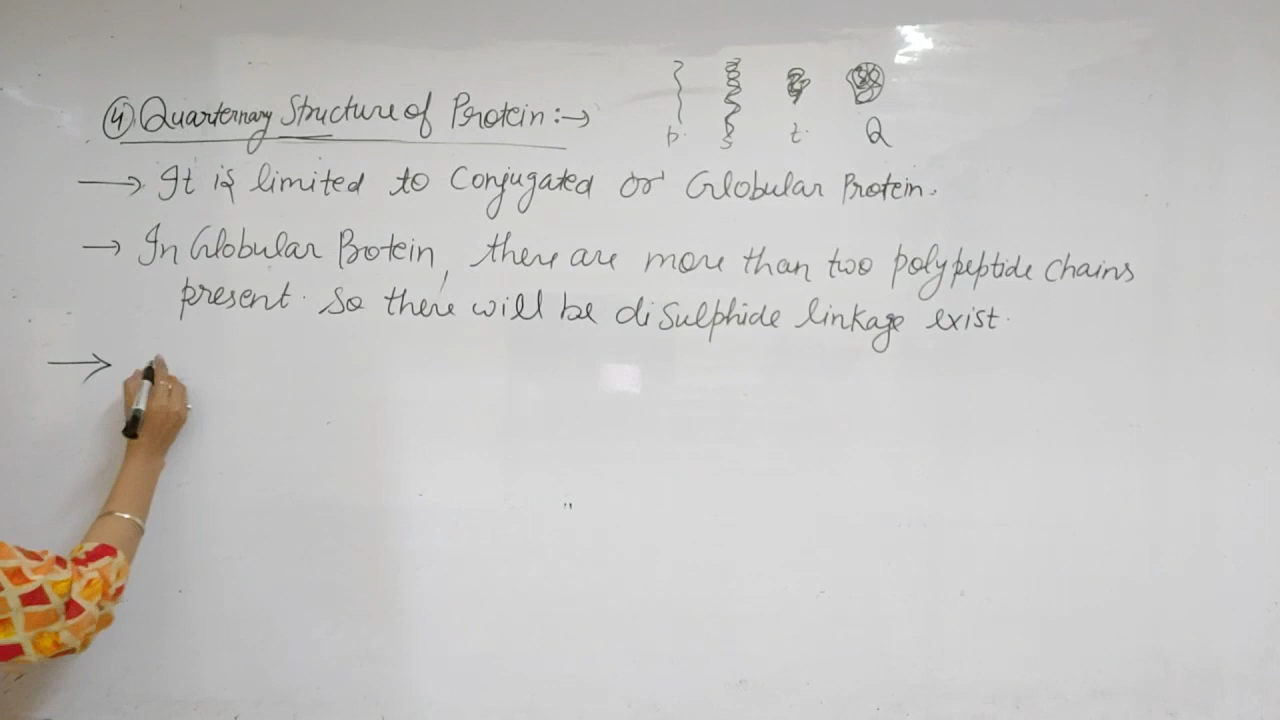 ④ Quarternary Structure of Protein :→
p. s t. Q
→ It is limited to Conjugated or Globular Protein.
→ In Globular Protein, there are more than two polypeptide chains
present. So there will be disulphide linkage exist.
→